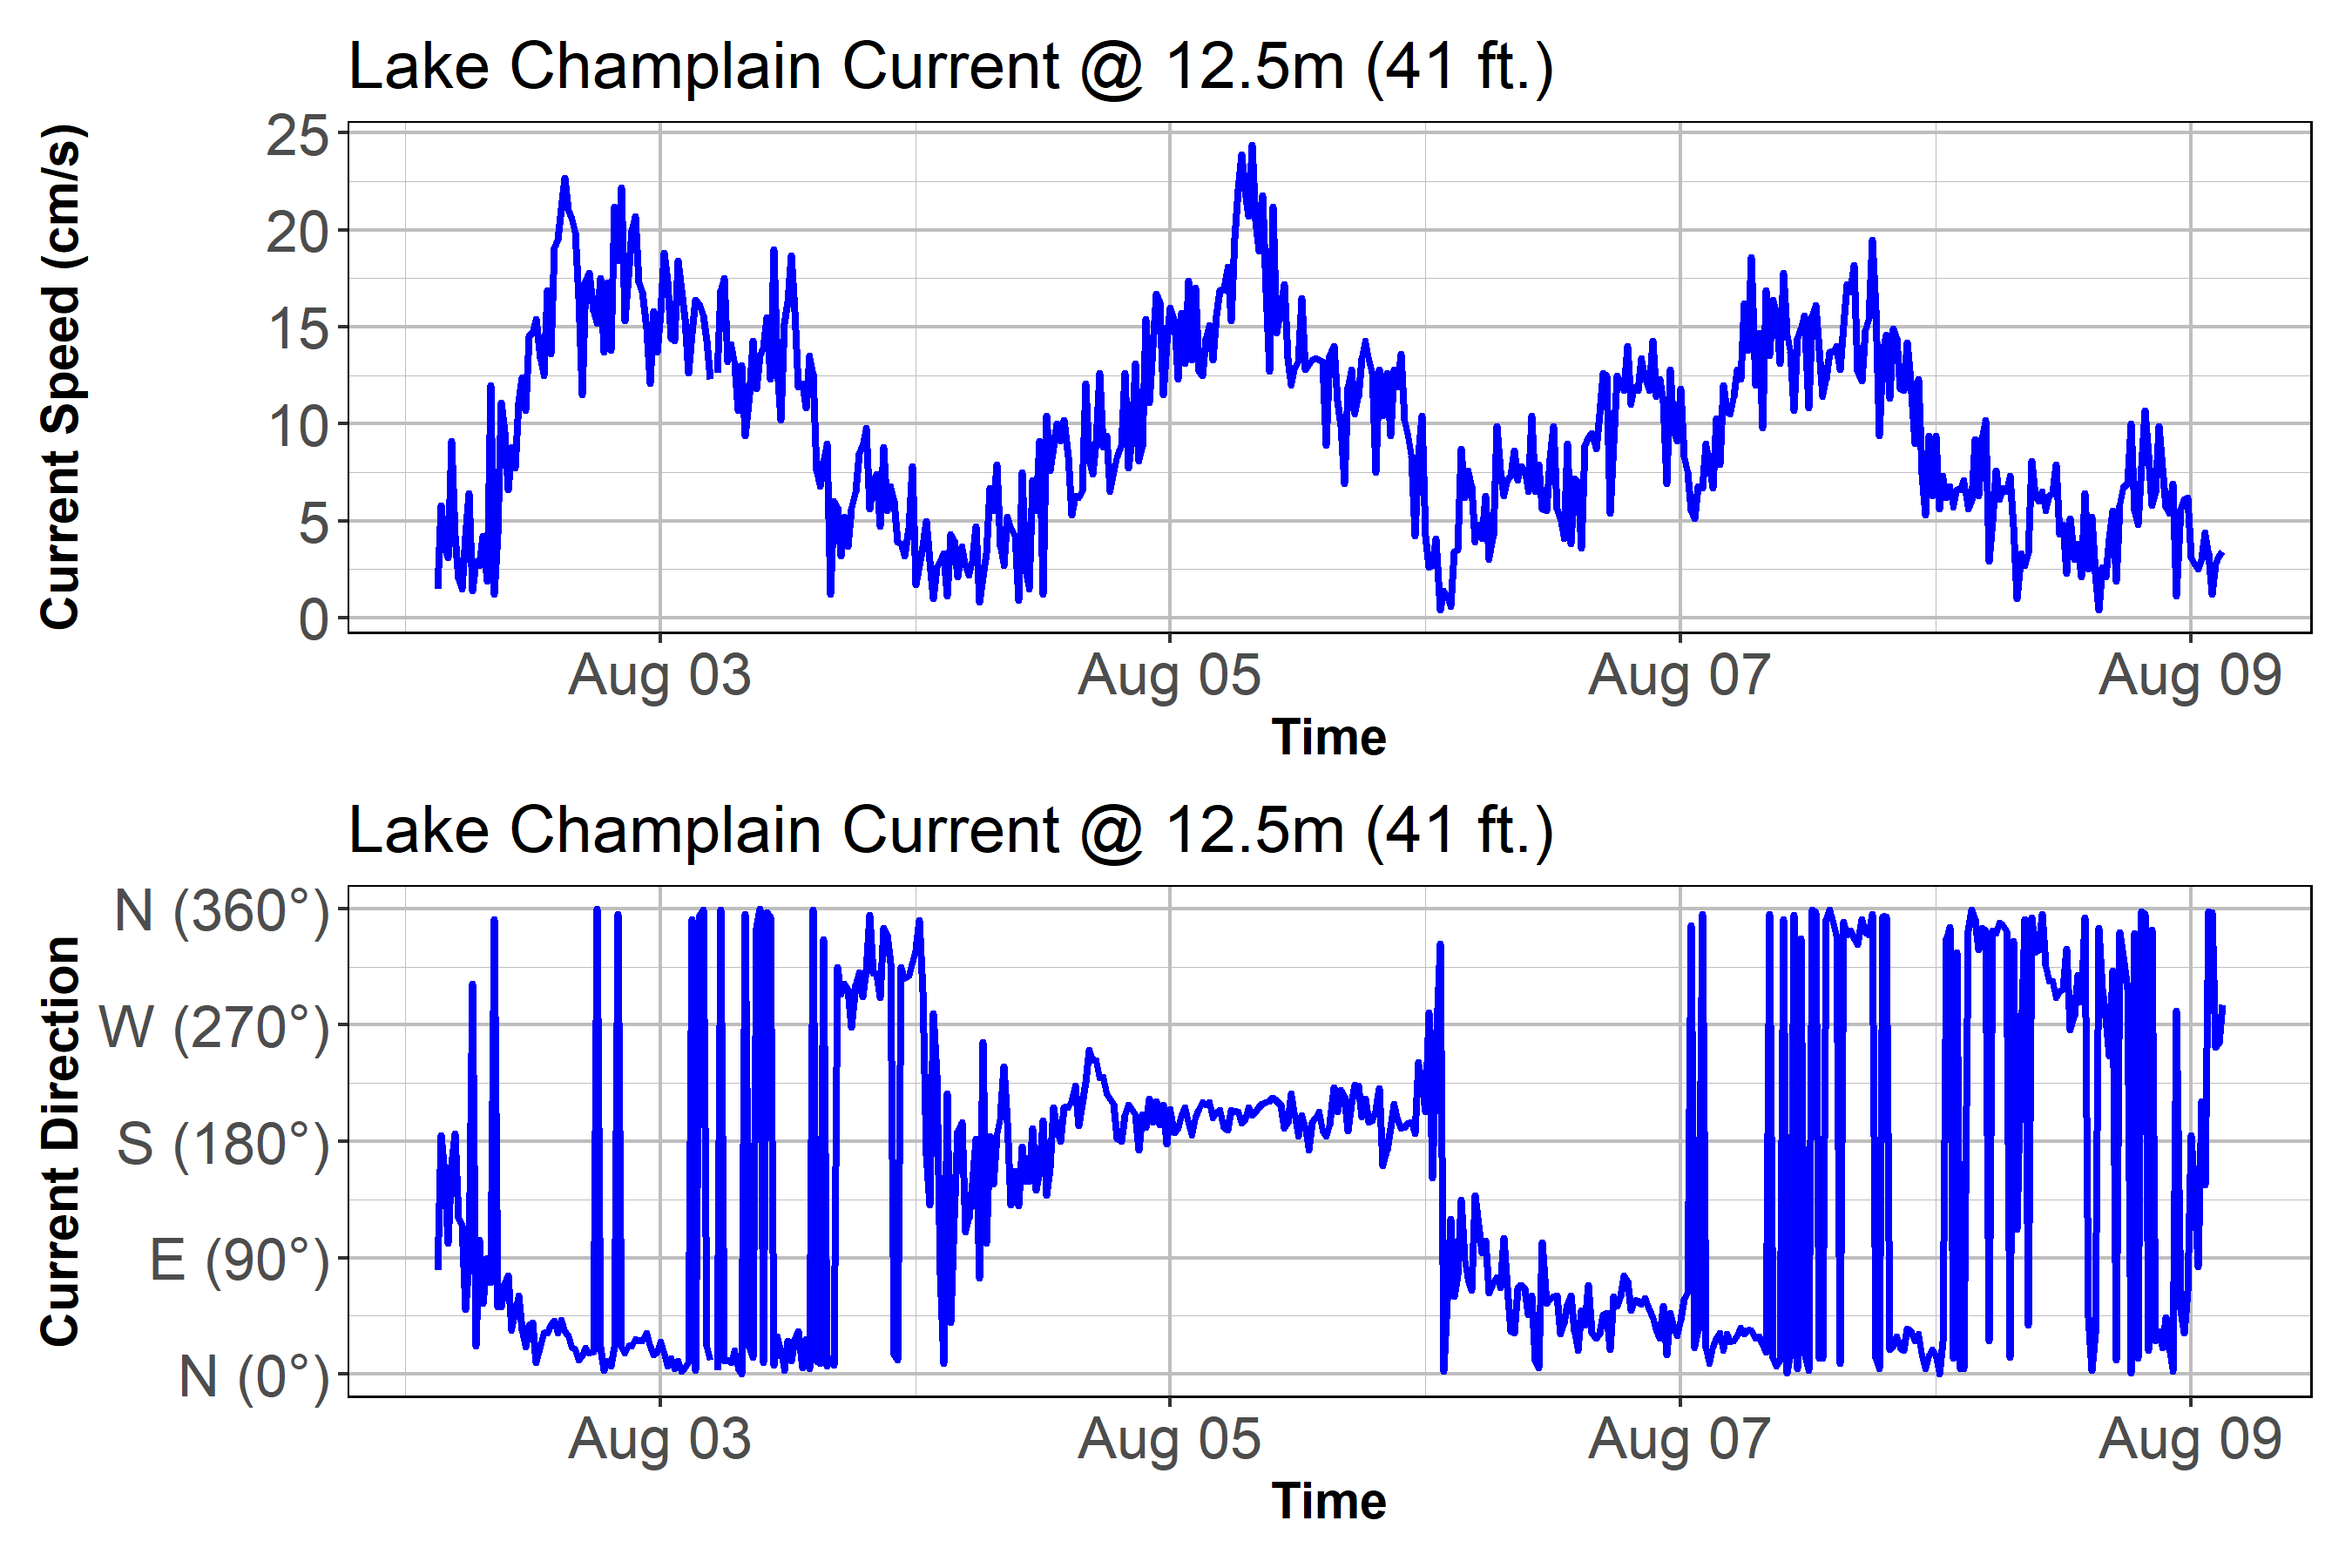 Lake Champlain Current @ 12.5m (41 ft.)
Current Speed (cm/s)
25
20
15
10
5
0
Aug 03 Aug 05 Aug 07 Aug 09
Time
Lake Champlain Current @ 12.5m (41 ft.)
Current Direction
N (360°)
W (270°)
S (180°)
E (90°)
N (0°)
Aug 03 Aug 05 Aug 07 Aug 09
Time